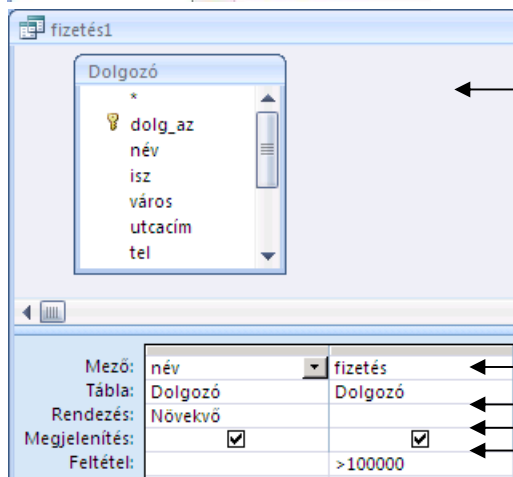 fizetés1
Dolgozó
*
dolg_az
név
isz
város
utcacím
tel
Mező: név fizetés
Tábla: Dolgozó Dolgozó
Rendezés: Növekvő
Megjelenítés:
Feltétel: >100000